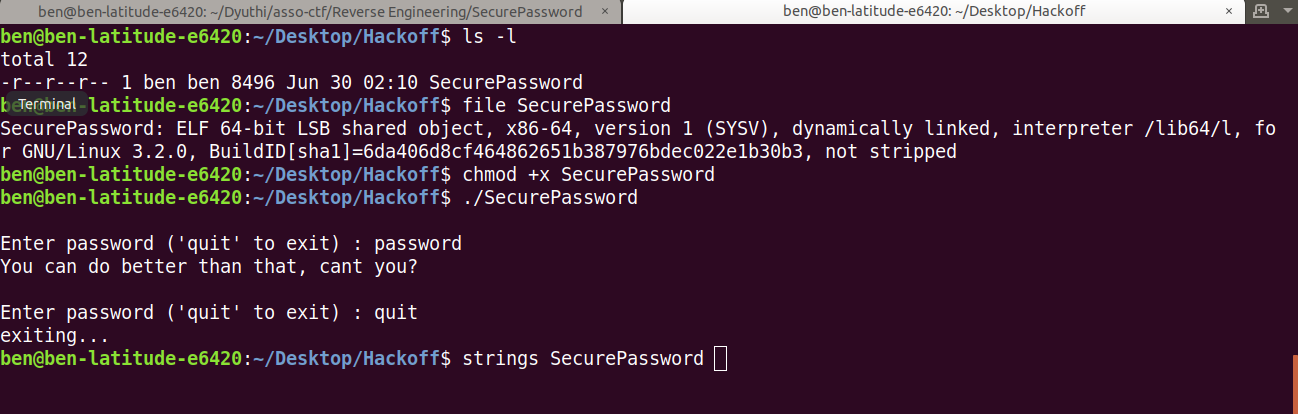 ben@ben-latitude-e6420: ~/Dyuthi/asso-ctf/Reverse Engineering/SecurePassword × ben@ben-latitude-e6420: ~/Desktop/Hackoff ×
ben@ben-latitude-e6420:~/Desktop/Hackoff$ ls -l
total 12
-r--r--r-- 1 ben ben 8496 Jun 30 02:10 SecurePassword
ben@ben-latitude-e6420:~/Desktop/Hackoff$ file SecurePassword
Terminal
SecurePassword: ELF 64-bit LSB shared object, x86-64, version 1 (SYSV), dynamically linked, interpreter /lib64/l, fo
r GNU/Linux 3.2.0, BuildID[sha1]=6da406d8cf464862651b387976bdec022e1b30b3, not stripped
ben@ben-latitude-e6420:~/Desktop/Hackoff$ chmod +x SecurePassword
ben@ben-latitude-e6420:~/Desktop/Hackoff$ ./SecurePassword
Enter password ('quit' to exit) : password
You can do better than that, cant you?
Enter password ('quit' to exit) : quit
exiting...
ben@ben-latitude-e6420:~/Desktop/Hackoff$ strings SecurePassword